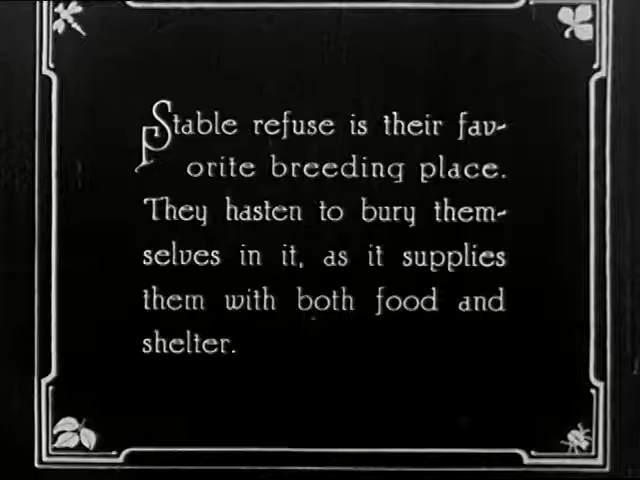 Stable refuse is their fav-
orite breeding place.
They hasten to bury them-
selves in it, as it supplies
them with both food and
shelter.